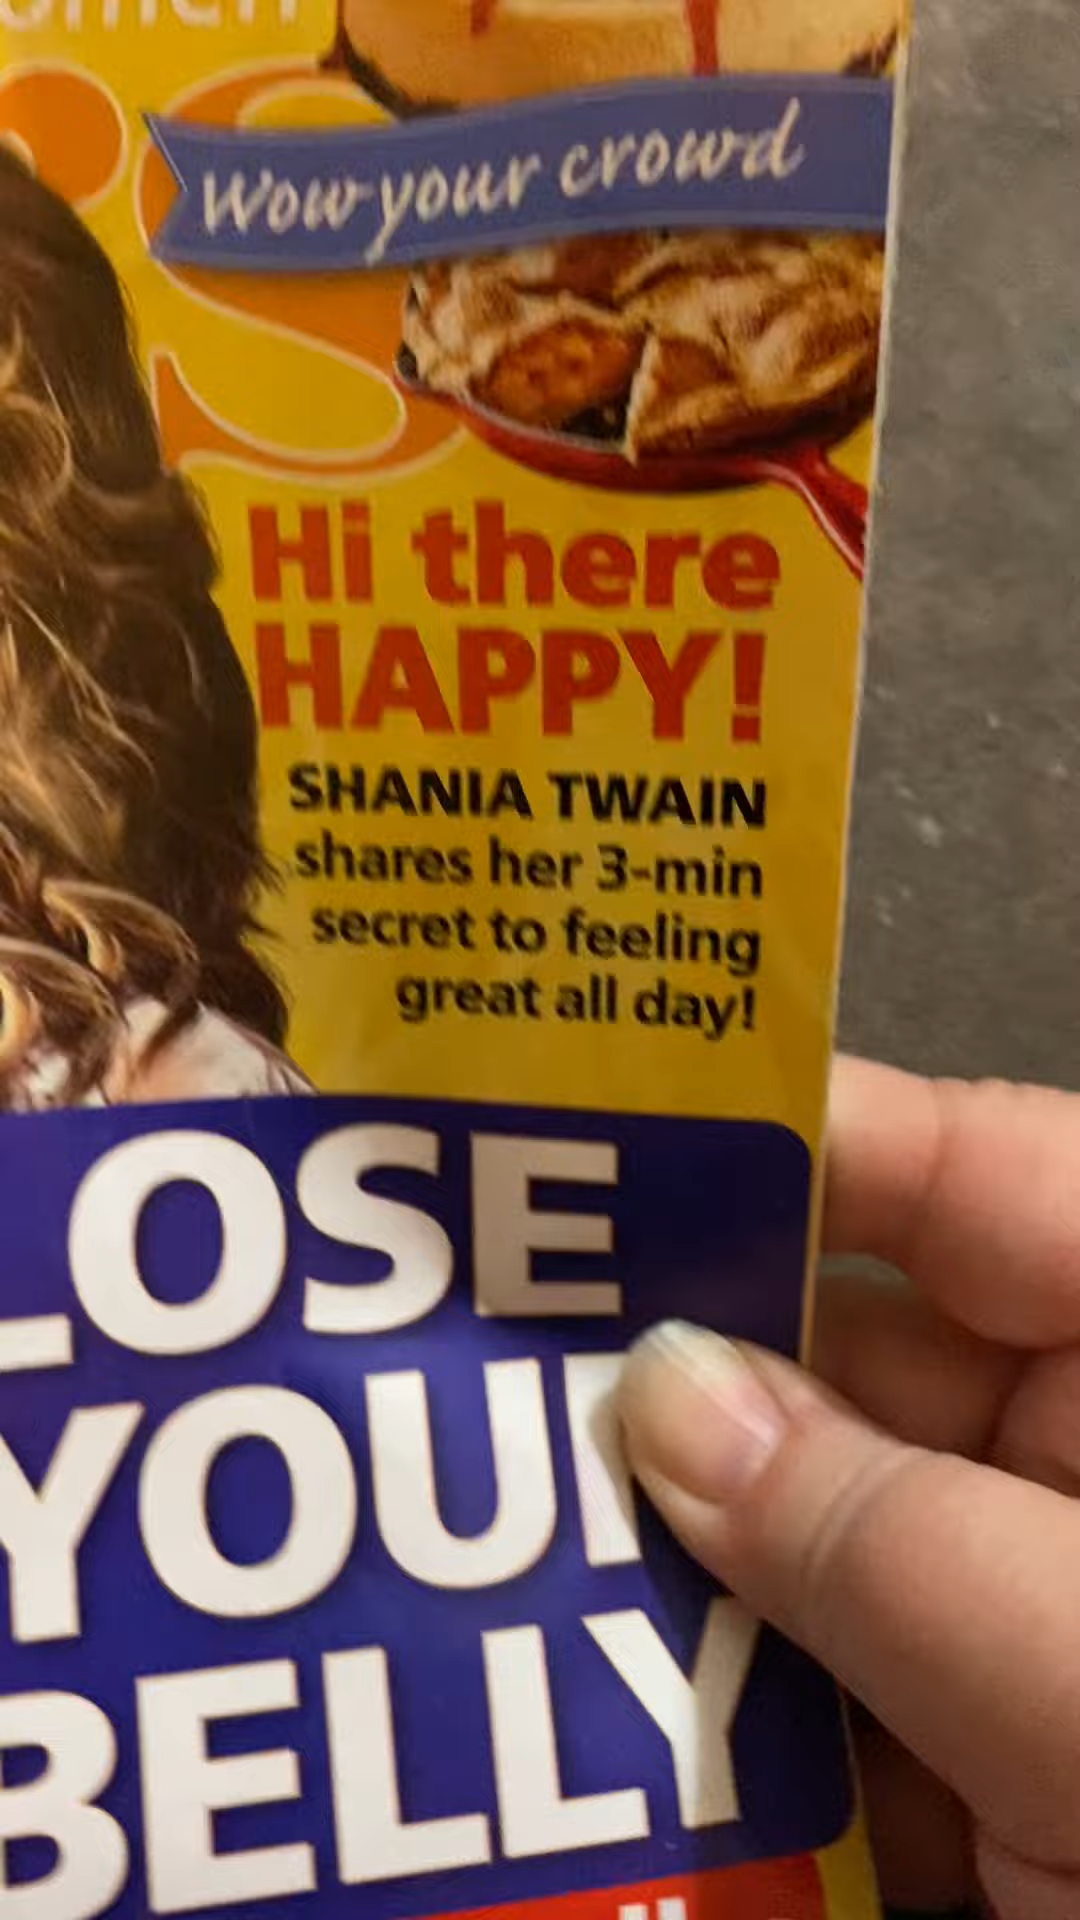 Wow your crowd
Hi there
HAPPY!
SHANIA TWAIN
shares her 3-min
secret to feeling
great all day!
LOSE
YOUR
BELLY